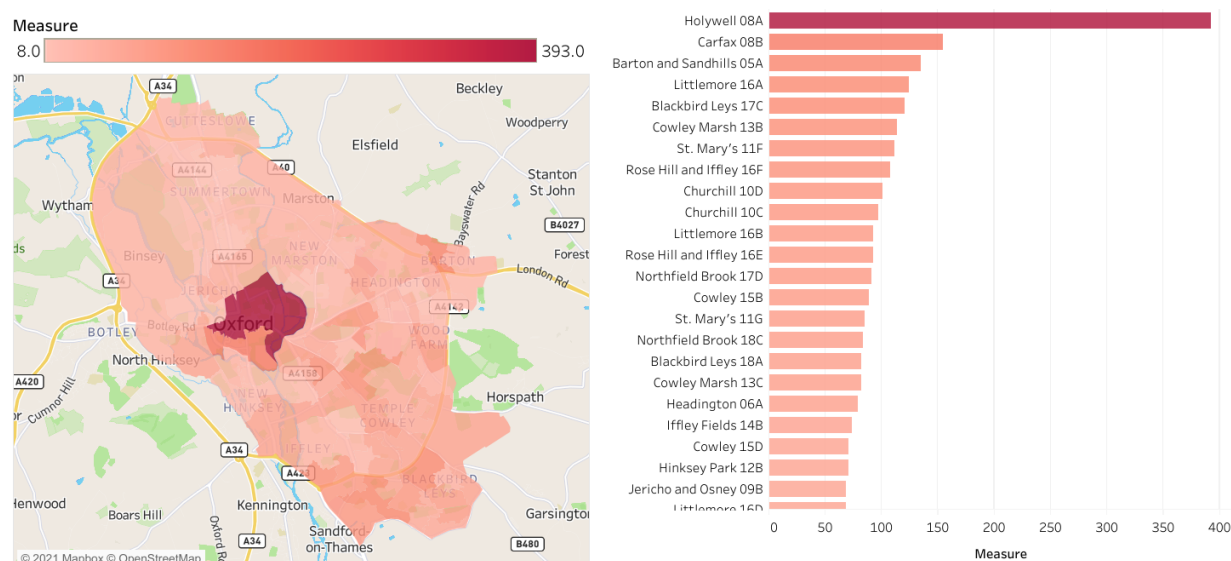 Measure
8.0
393.0
A34
Beckley
CUTTESLOWE
Woodperry
Elsfield
A40
A4144
Stanton
St John
SUMMERTOWN
Marston
Wytham
Bayswater Rd
B4027
ds
NEW
MARSTON
Binsey
A4165
BARTON
Forest
London Rd
A34
JERICHO
HEADINGTON
A4142
Oxford
BOTLEY
Botley Rd
WOOD
FARM
North Hinksey
A420
A4158
Cumnor Hill
NEW
HINKSEY
Horspath
TEMPLE
COWLEY
or
IFFLEY
A34
A423
BLACKBIRD
LEYS
Henwood
Kennington
Boars Hill
Garsington
Sandford-
on-Thames
A34
B480
© 2021 Mapbox © OpenStreetMap
Holywell 08A
Carfax 08B
Barton and Sandhills 05A
Littlemore 16A
Blackbird Leys 17C
Cowley Marsh 13B
St. Mary's 11F
Rose Hill and Iffley 16F
Churchill 10D
Churchill 10C
Littlemore 16B
Rose Hill and Iffley 16E
Northfield Brook 17D
Cowley 15B
St. Mary's 11G
Northfield Brook 18C
Blackbird Leys 18A
Cowley Marsh 13C
Headington 06A
Iffley Fields 14B
Cowley 15D
Hinksey Park 12B
Jericho and Osney 09B
Littlemore 16D
0 50 100 150 200 250 300 350 400
Measure